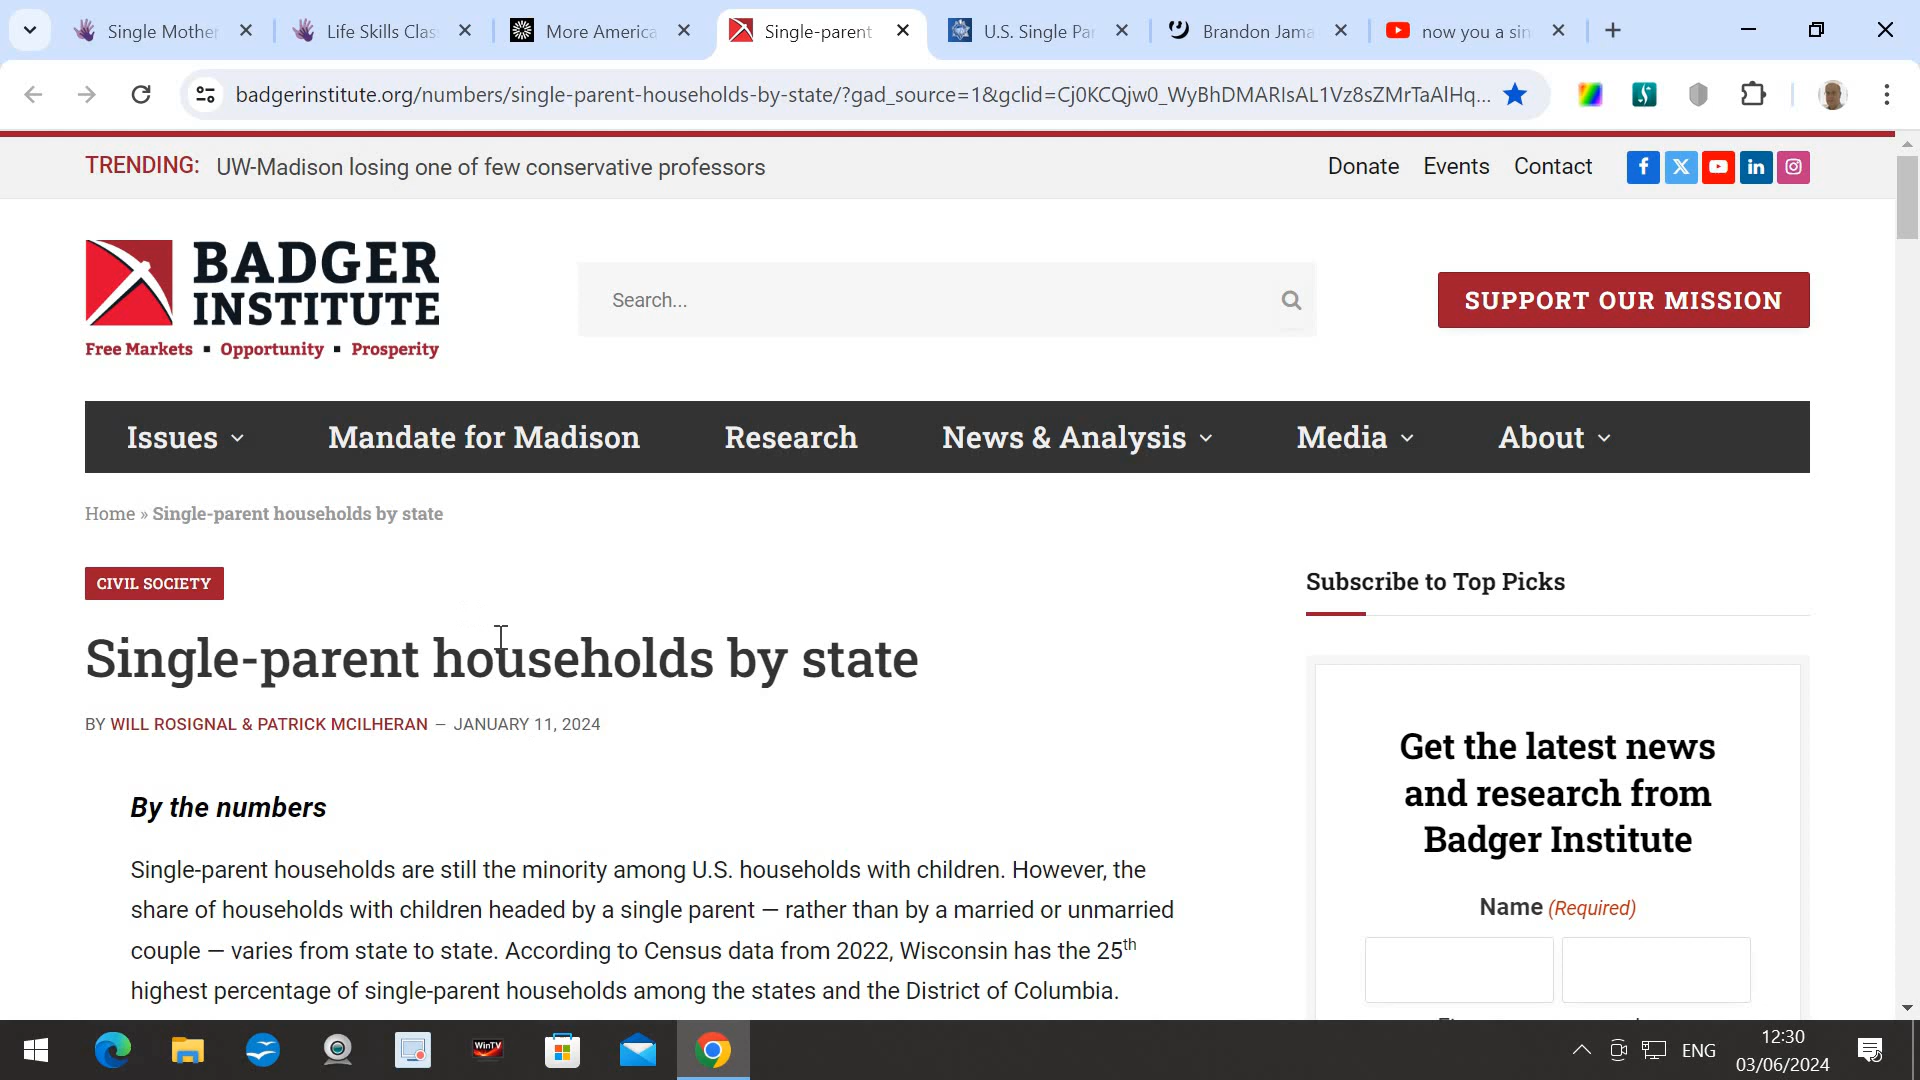 Single Mother
Life Skills Clas
More America
Single-parent
U.S. Single Par
Brandon Jama
now you a sin
badgerinstitute.org/numbers/single-parent-households-by-state/?gad_source=1&gclid=Cj0KCQjw0_WyBhDMARIsAL1Vz8sZMrTaAlHq...
TRENDING: UW-Madison losing one of few conservative professors
Donate Events Contact
BADGER
INSTITUTE
Free Markets ▪ Opportunity ▪ Prosperity
Search...
SUPPORT OUR MISSION
Issues Mandate for Madison Research News & Analysis Media About
Home » Single-parent households by state
CIVIL SOCIETY
Single-parent households by state
BY WILL ROSIGNAL & PATRICK MCILHERAN — JANUARY 11, 2024
By the numbers
Single-parent households are still the minority among U.S. households with children. However, the
share of households with children headed by a single parent — rather than by a married or unmarried
couple — varies from state to state. According to Census data from 2022, Wisconsin has the 25th
highest percentage of single-parent households among the states and the District of Columbia.
Subscribe to Top Picks
Get the latest news
and research from
Badger Institute
Name (Required)
WinTV
ENG
12:30
03/06/2024